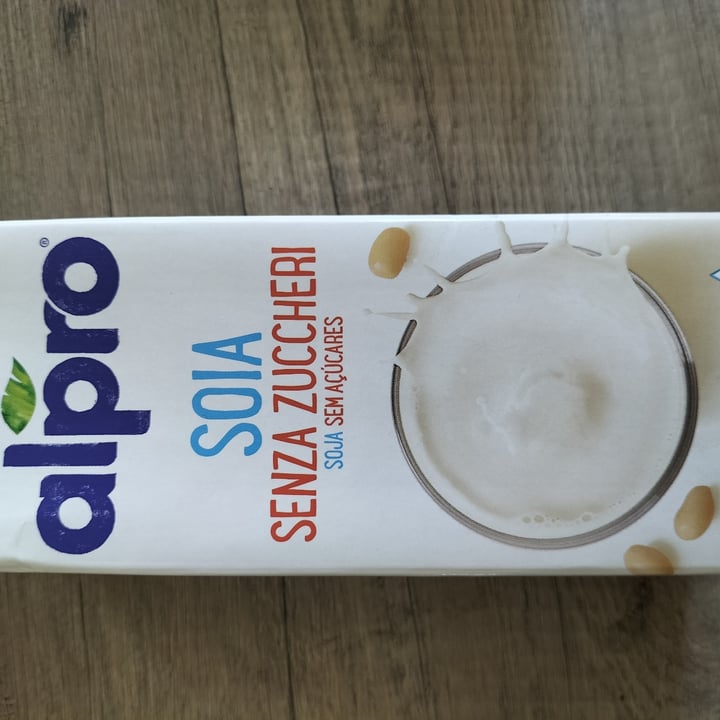 alpro®
SOIA
SENZA ZUCCHERI
SOJA SEM AÇÚCARES